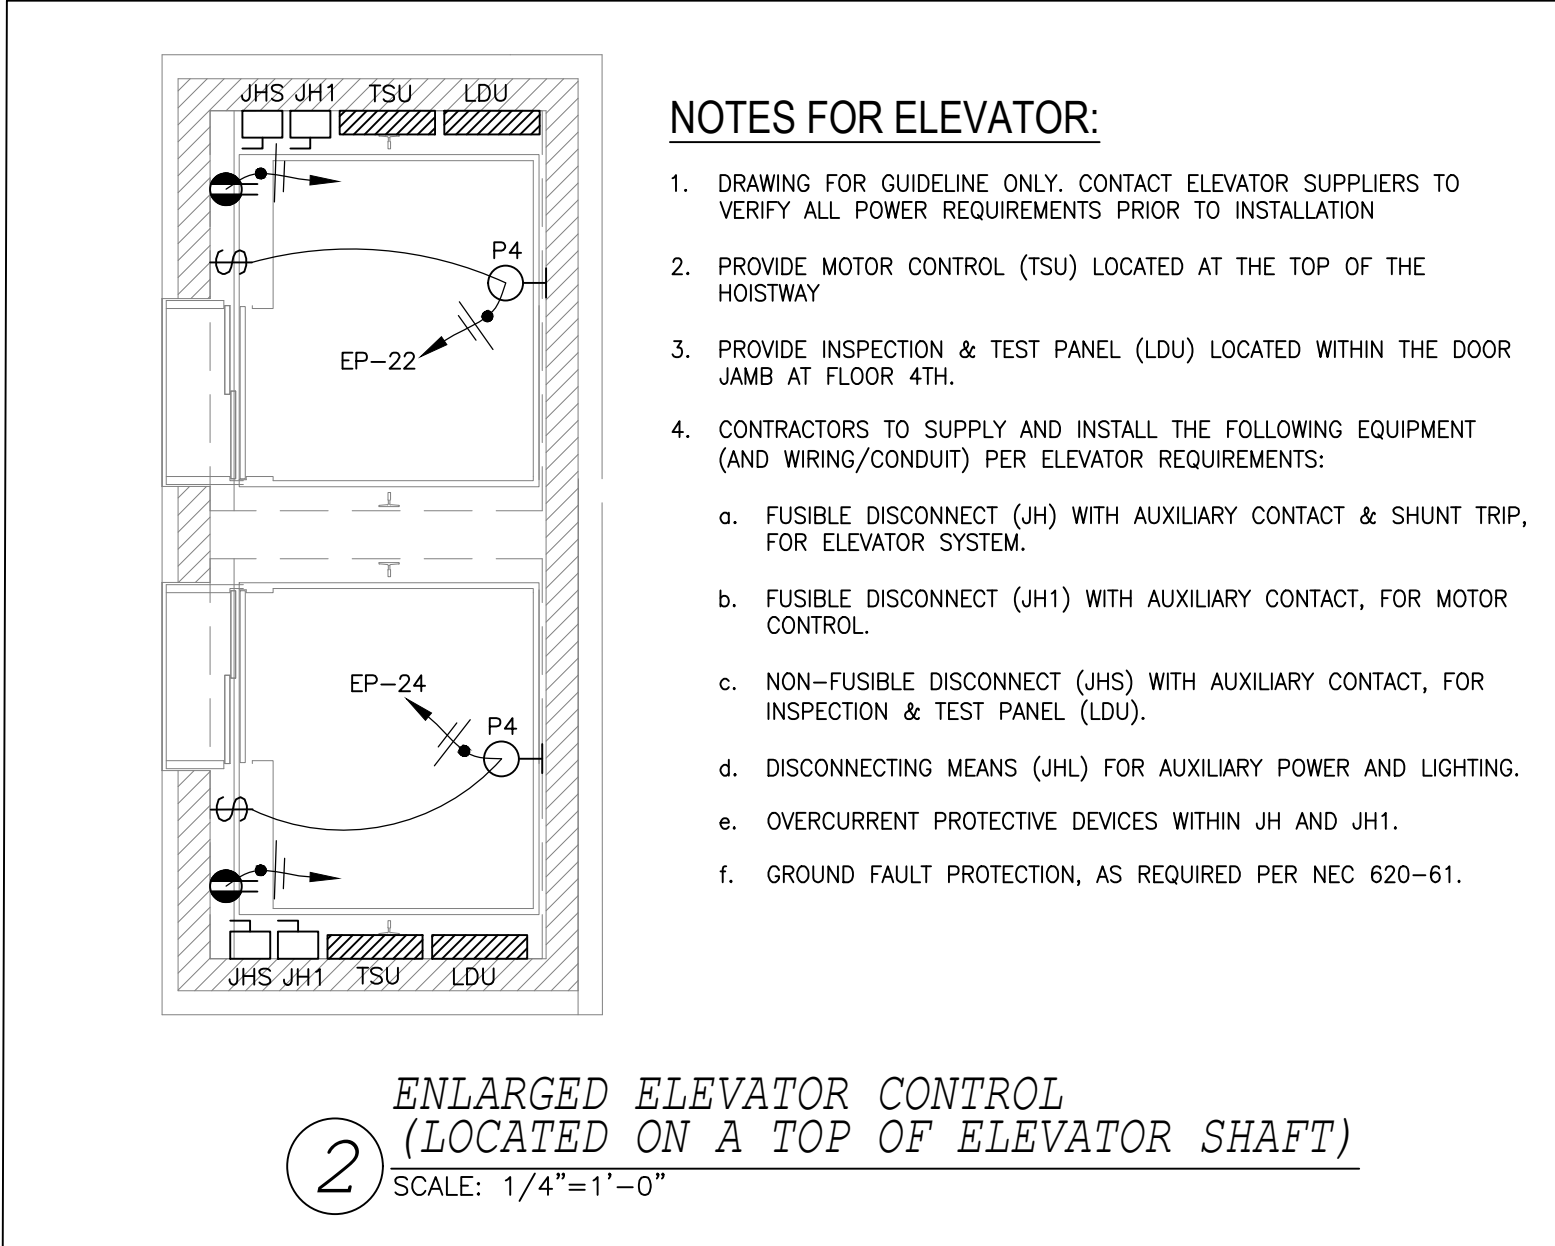 JHS JH1 TSU LDU
P4
EP-22
EP-24
P4
JHS JH1 TSU LDU
NOTES FOR ELEVATOR:
1. DRAWING FOR GUIDELINE ONLY. CONTACT ELEVATOR SUPPLIERS TO
VERIFY ALL POWER REQUIREMENTS PRIOR TO INSTALLATION
2. PROVIDE MOTOR CONTROL (TSU) LOCATED AT THE TOP OF THE
HOISTWAY
3. PROVIDE INSPECTION & TEST PANEL (LDU) LOCATED WITHIN THE DOOR
JAMB AT FLOOR 4TH.
4. CONTRACTORS TO SUPPLY AND INSTALL THE FOLLOWING EQUIPMENT
(AND WIRING/CONDUIT) PER ELEVATOR REQUIREMENTS:
a. FUSIBLE DISCONNECT (JH) WITH AUXILIARY CONTACT & SHUNT TRIP,
FOR ELEVATOR SYSTEM.
b. FUSIBLE DISCONNECT (JH1) WITH AUXILIARY CONTACT, FOR MOTOR
CONTROL.
c. NON-FUSIBLE DISCONNECT (JHS) WITH AUXILIARY CONTACT, FOR
INSPECTION & TEST PANEL (LDU).
d. DISCONNECTING MEANS (JHL) FOR AUXILIARY POWER AND LIGHTING.
e. OVERCURRENT PROTECTIVE DEVICES WITHIN JH AND JH1.
f. GROUND FAULT PROTECTION, AS REQUIRED PER NEC 620-61.
ENLARGED ELEVATOR CONTROL
(LOCATED ON A TOP OF ELEVATOR SHAFT)
2
SCALE: 1/4"=1'-0"